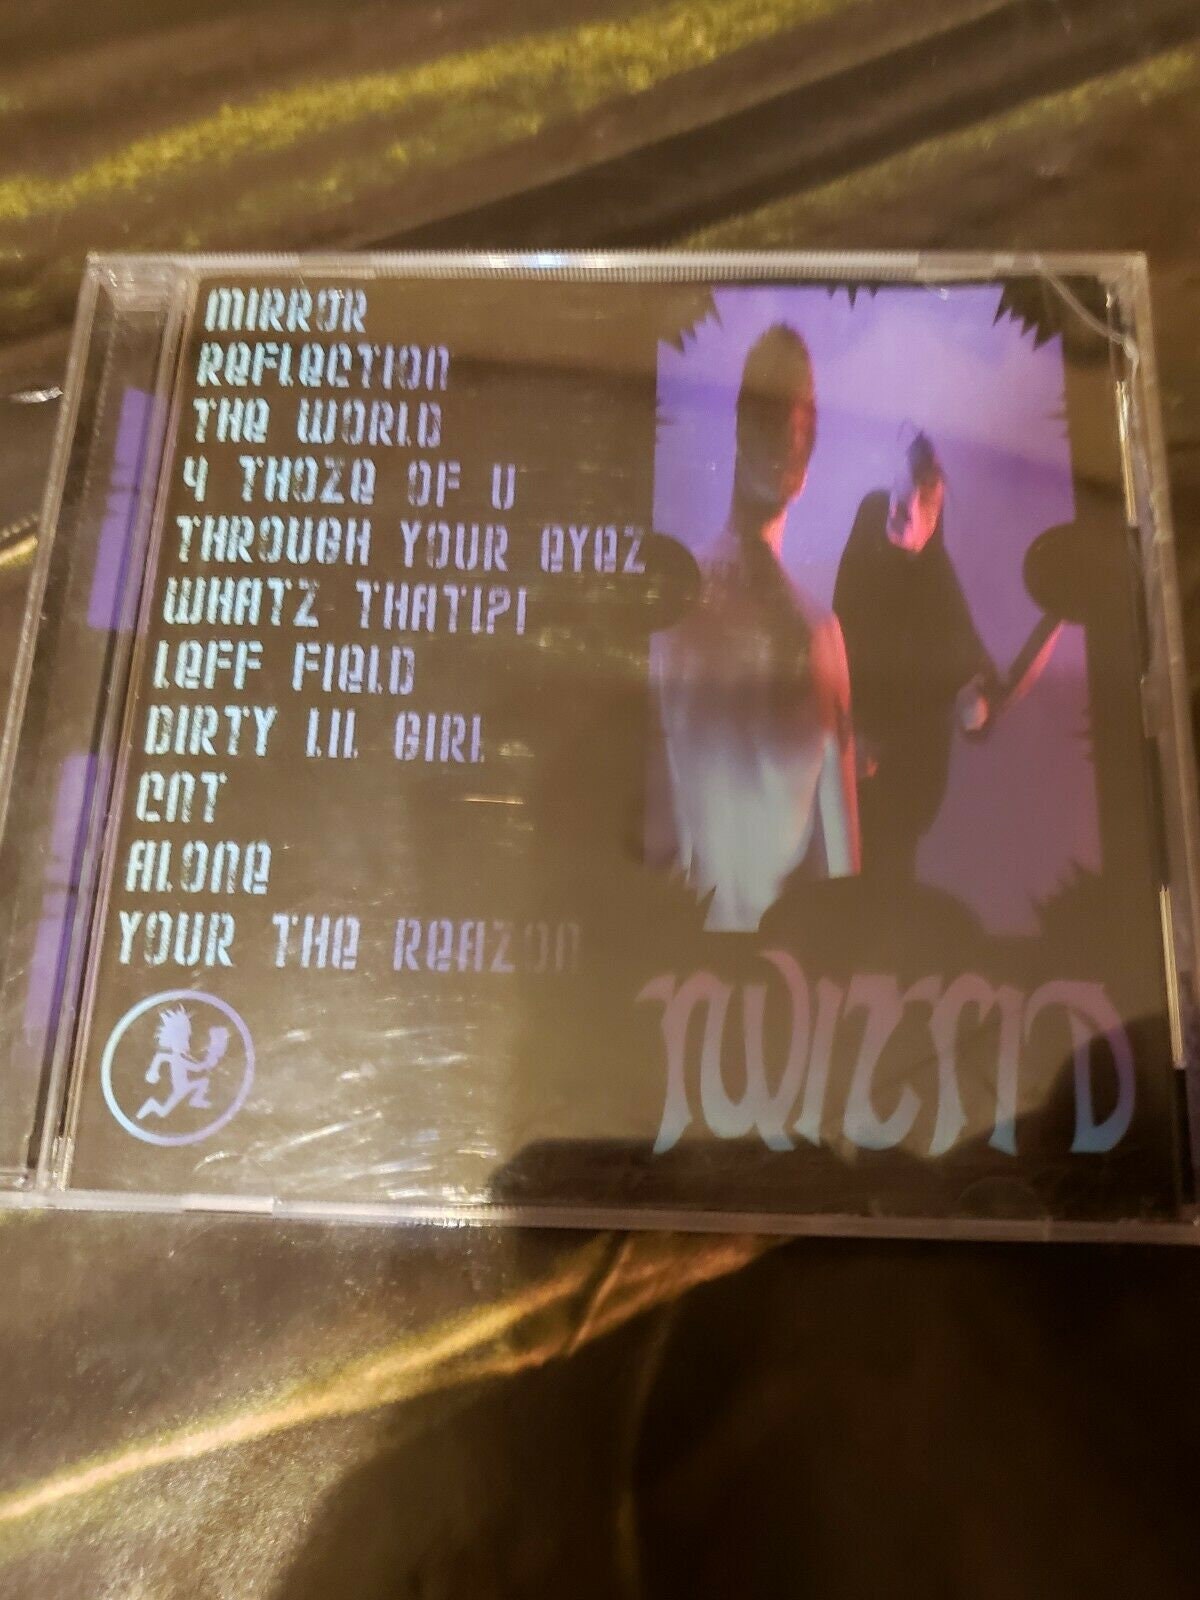 MIRROR
REFLECTION
THE WORLD
4 THOZE OF U
THROUGH YOUR EYEZ
WHATZ THAT!?!
LEFF FIELD
DIRTY LIL GIRL
CNT
ALONE
YOUR THE REAZON
TWIZTID